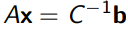 Ax = C⁻¹b